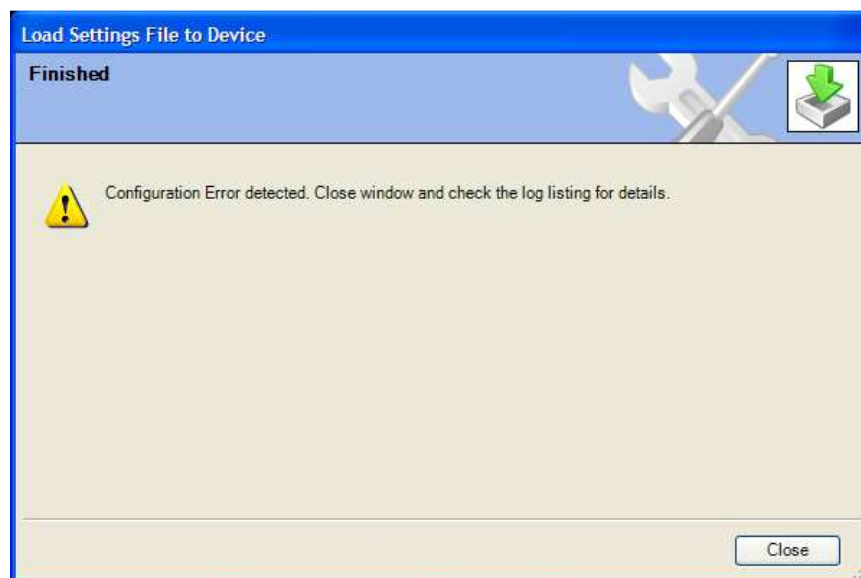 Load Settings File to Device
Finished
Configuration Error detected. Close window and check the log listing for details.
Close